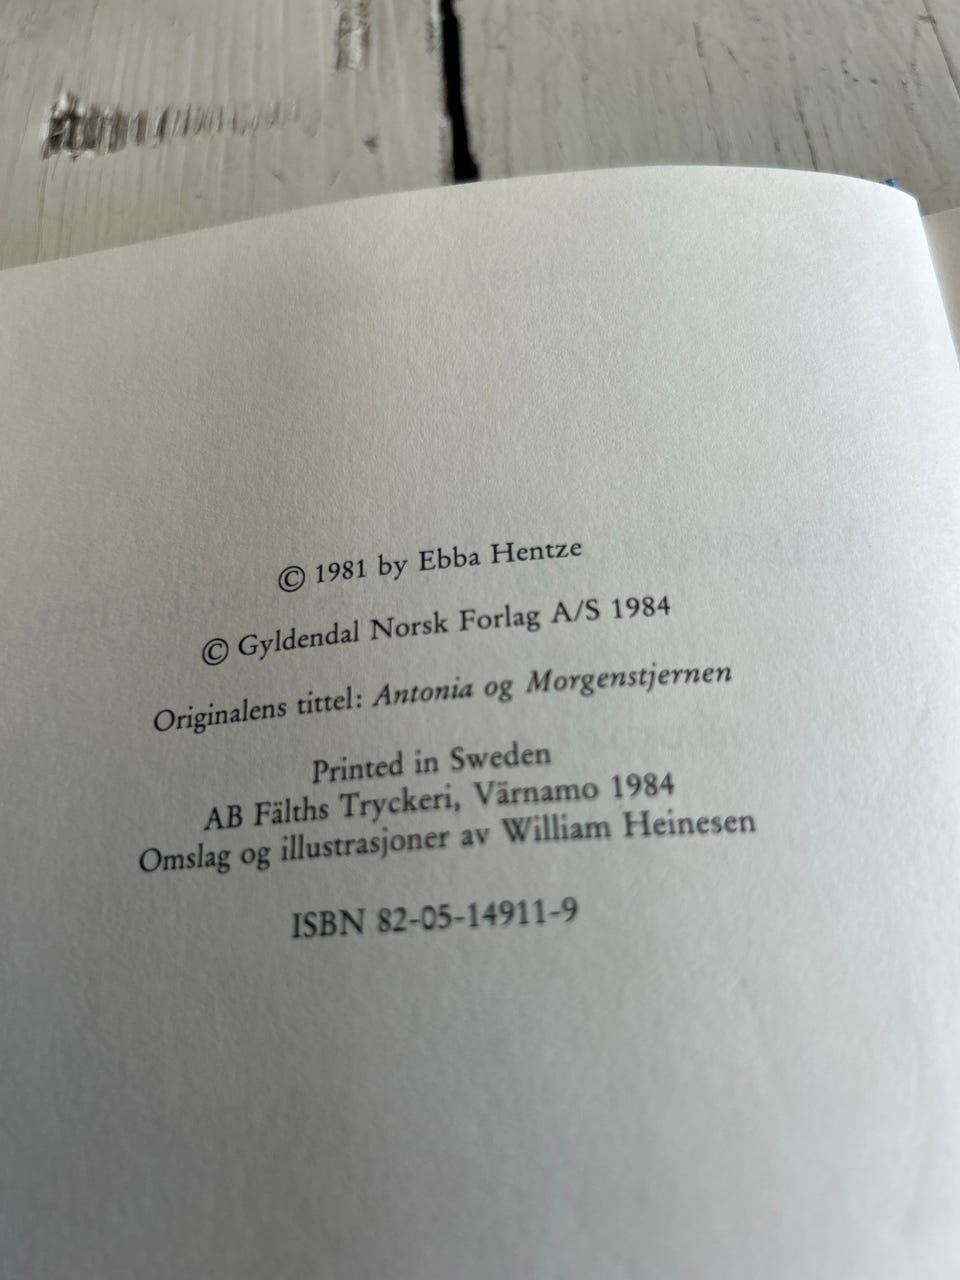 © 1981 by Ebba Hentze
© Gyldendal Norsk Forlag A/S 1984
Originalens tittel: Antonia og Morgenstjernen
Printed in Sweden
AB Fälths Tryckeri, Värnamo 1984
Omslag og illustrasjoner av William Heinesen
ISBN 82-05-14911-9